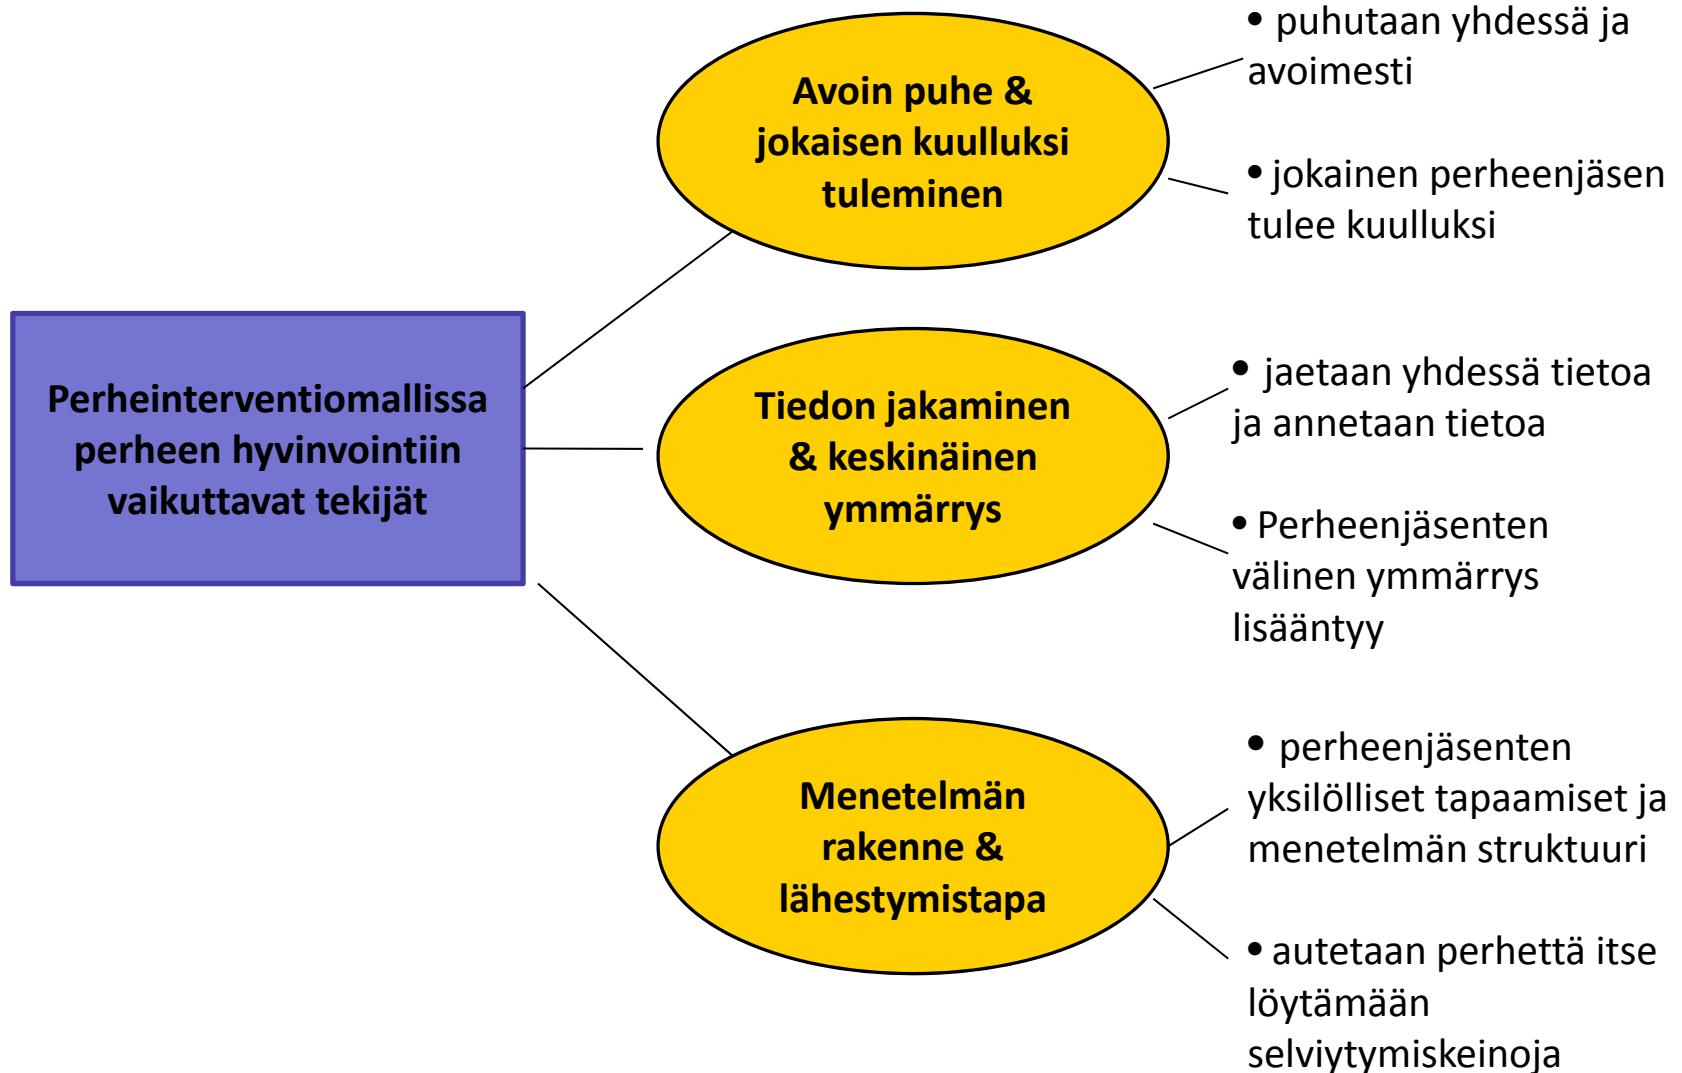 Perheinterventiomallissa
perheen hyvinvointiin
vaikuttavat tekijät
Avoin puhe &
jokaisen kuulluksi
tuleminen
• puhutaan yhdessä ja
avoimesti
• jokainen perheenjäsen
tulee kuulluksi
Tiedon jakaminen
& keskinäinen
ymmärrys
• jaetaan yhdessä tietoa
ja annetaan tietoa
• Perheenjäsenten
välinen ymmärrys
lisääntyy
Menetelmän
rakenne &
lähestymistapa
• perheenjäsenten
yksilölliset tapaamiset ja
menetelmän struktuuri
• autetaan perhettä itse
löytämään
selviytymiskeinoja